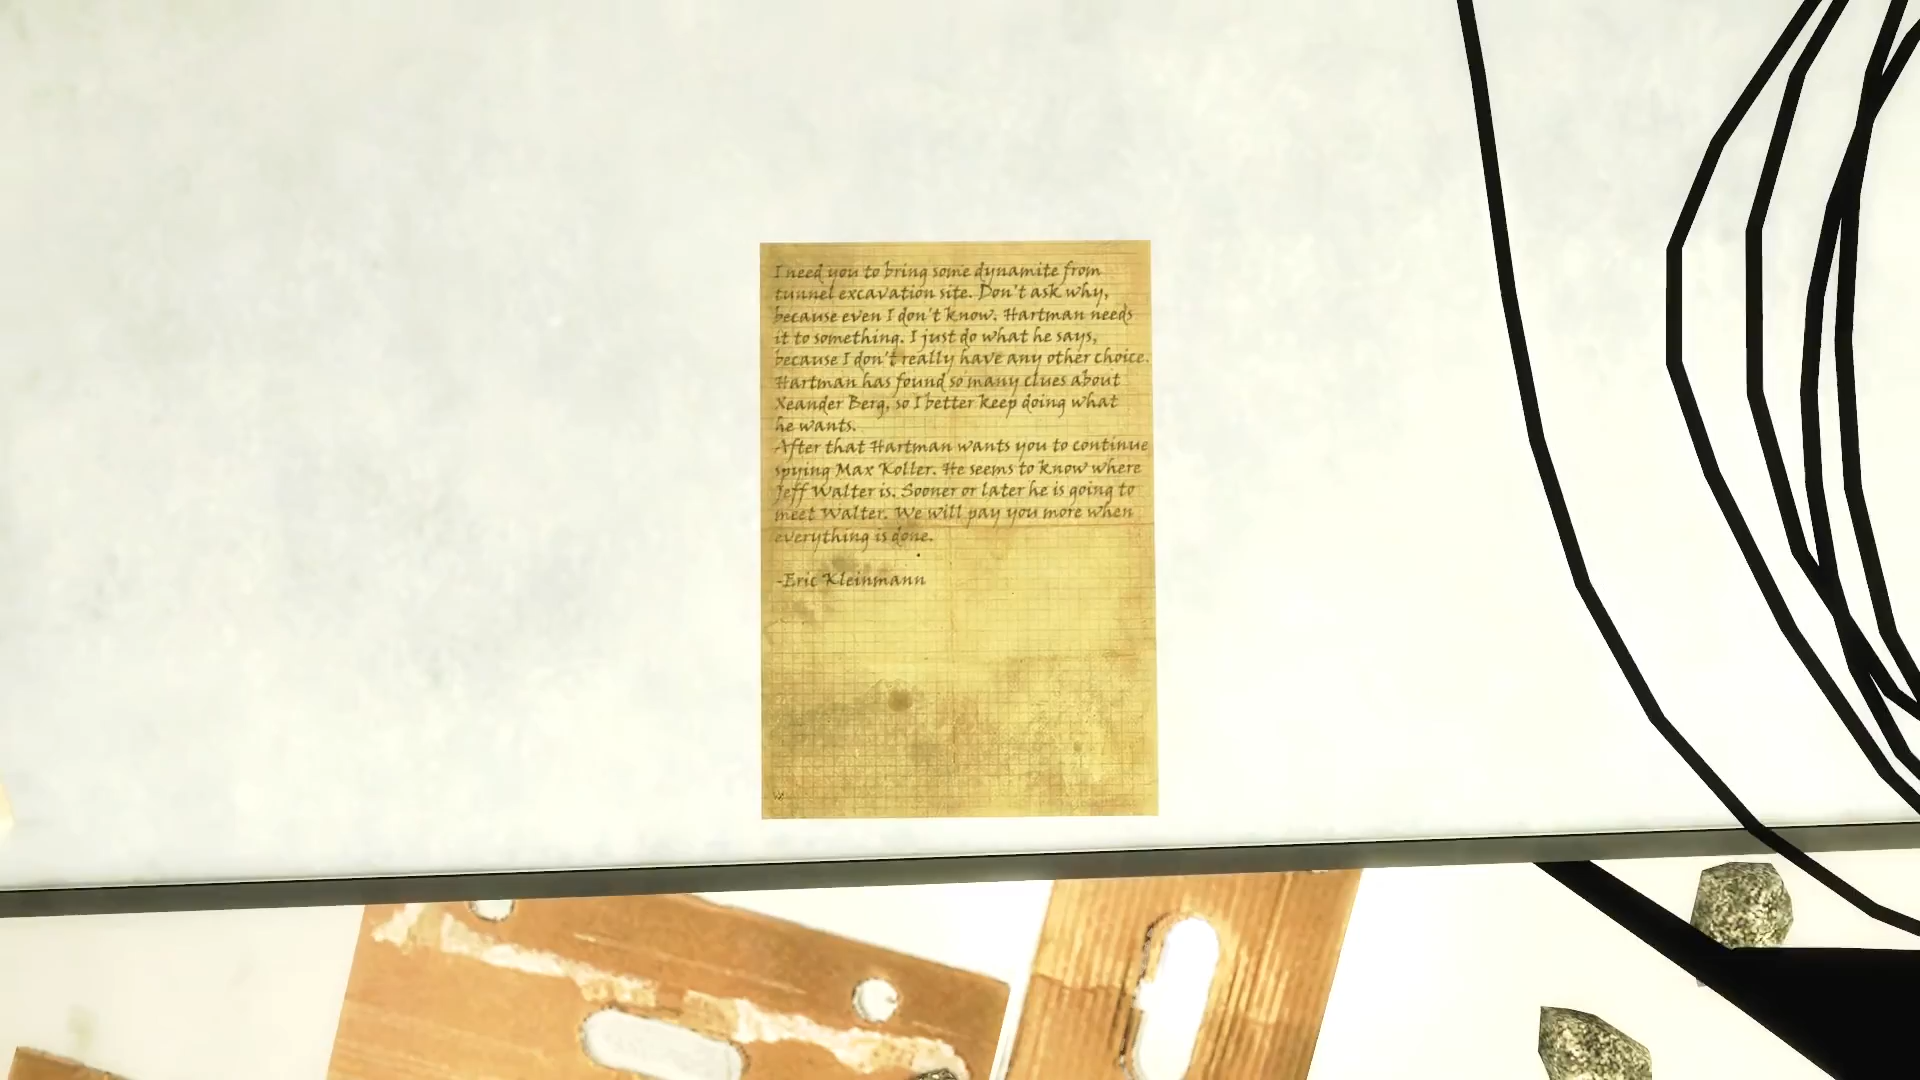 I need you to bring some dynamite from
tunnel excavation site. Don't ask why,
because even I don't know. Hartman needs
it to something. I just do what he says,
because I don't really have any other choice.
Hartman has found so many clues about
Xeander Berg, so I better keep doing what
he wants.
After that Hartman wants you to continue
spying Max Koller. He seems to know where
Jeff Walter is. Sooner or later he is going to
meet Walter. We will pay you more when
everything is done.
-Eric Kleinmann